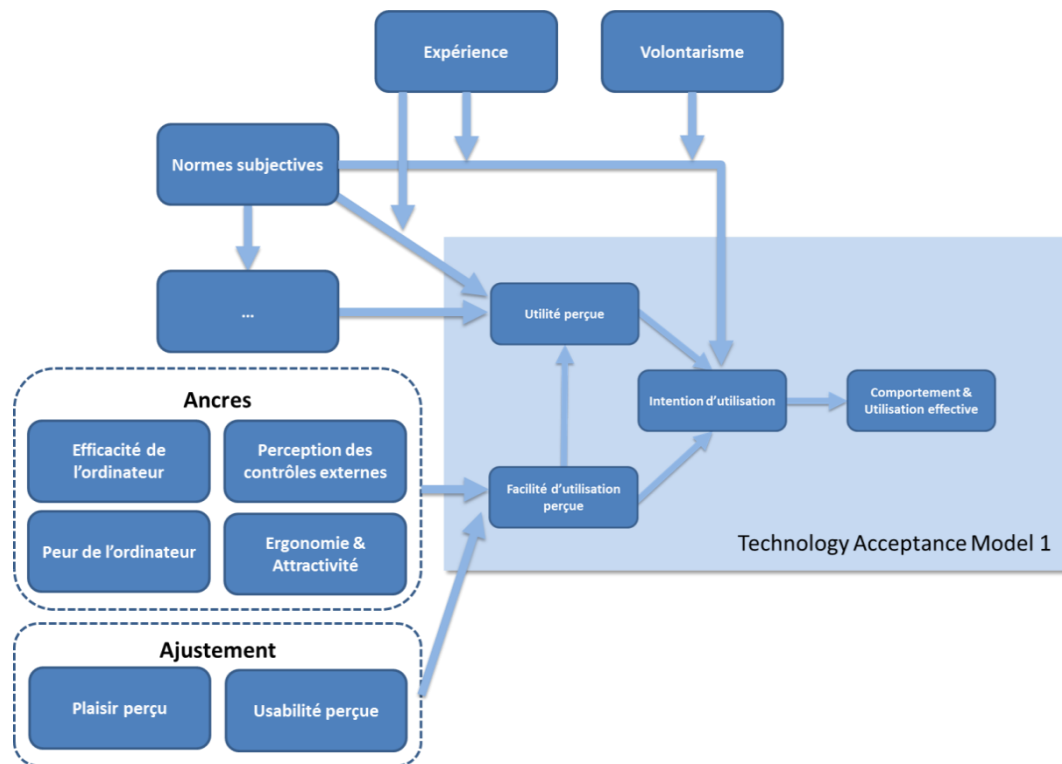 Expérience
Volontarisme
Normes subjectives
...
Utilité perçue
Intention d'utilisation
Comportement &
Utilisation effective
Facilité d'utilisation
perçue
Technology Acceptance Model 1
Ancres
Efficacité de
l'ordinateur
Perception des
contrôles externes
Peur de l'ordinateur
Ergonomie &
Attractivité
Ajustement
Plaisir perçu
Usabilité perçue